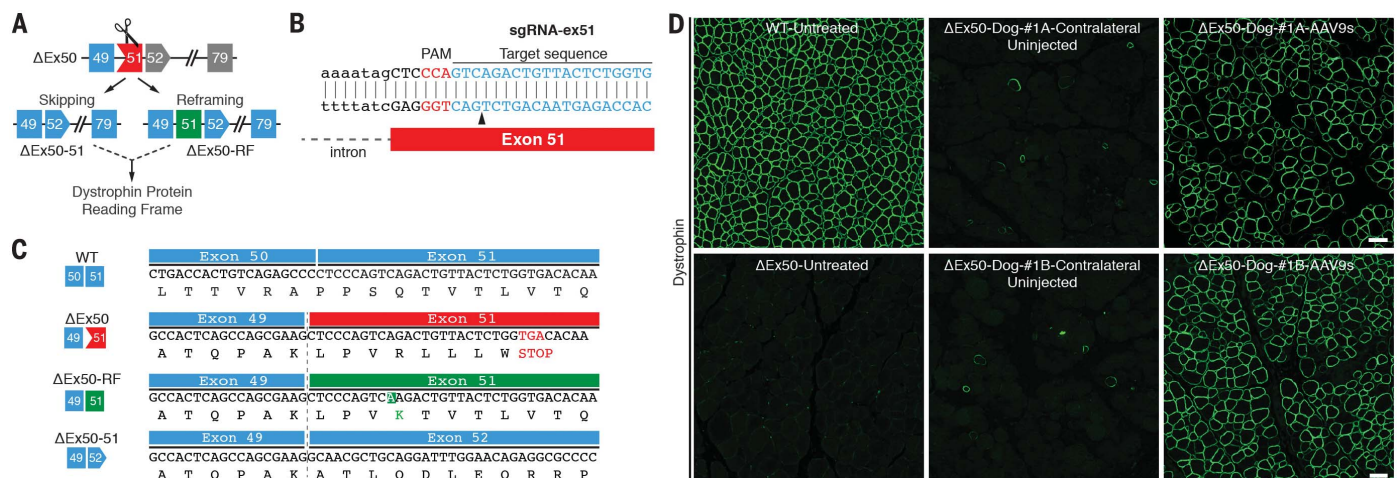 A
ΔEx50
49
51
52
79
Skipping
Reframing
49
52
79
49
51
52
79
ΔEx50-51
ΔEx50-RF
Dystrophin Protein
Reading Frame
B
sgRNA-ex51
PAM
Target sequence
aaaatagCTCCCAGTCAGACTGTTACTCTGGTG
ttttatcGAGGGTCAGTCTGACAATGAGACCAC
intron
Exon 51
C
WT
50 51
Exon 50
Exon 51
CTGACCACTGTCAGAGCCCCTCCCAGTCAGACTGTTACTCTGGTGACACAA
L T T V R A P P S Q T V T L V T Q
ΔEx50
49 51
Exon 49
Exon 51
GCCACTCAGCCAGCGAAGCTCCCAGTCAGACTGTTACTCTGGTGACACAA
A T Q P A K L P V R L L L W STOP
ΔEx50-RF
49 51
Exon 49
Exon 51
GCCACTCAGCCAGCGAAGCTCCCAGTCAAGACTGTTACTCTGGTGACACAA
A T Q P A K L P V K T V T L V T Q
ΔEx50-51
49 52
Exon 49
Exon 52
GCCACTCAGCCAGCGAAGGCAACGCTGCAGGATTTGGAACAGAGGCGCCCC
A T Q P A K A T L Q D L E Q R R P
D
Dystrophin
WT-Untreated
ΔEx50-Dog-#1A-Contralateral
Uninjected
ΔEx50-Dog-#1A-AAV9s
ΔEx50-Untreated
ΔEx50-Dog-#1B-Contralateral
Uninjected
ΔEx50-Dog-#1B-AAV9s